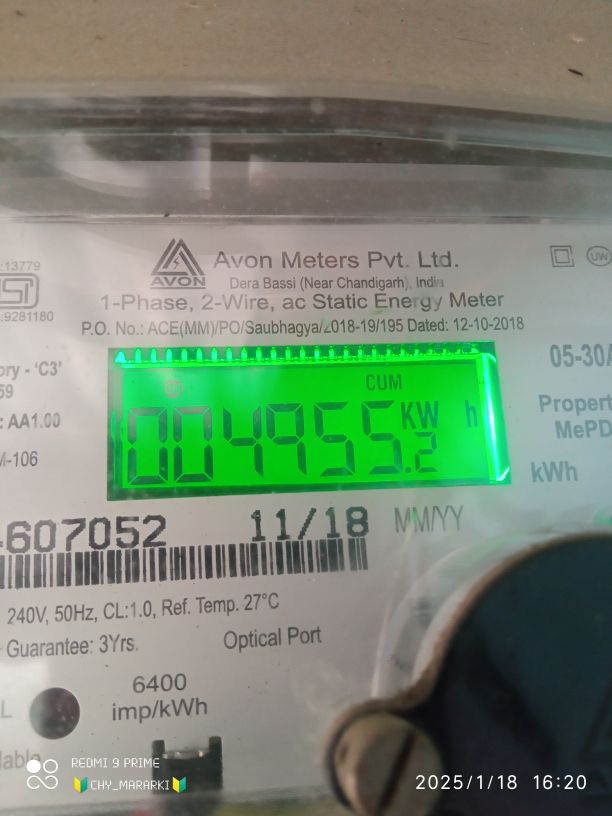 :13779
AVON
Avon Meters Pvt. Ltd.
UW
Dera Bassi (Near Chandigarh), India
:9281180
1-Phase, 2-Wire, ac Static Energy Meter
P.O. No.: ACE(MM)/PO/Saubhagya/2018-19/195 Dated: 12-10-2018
ory - 'C3'
59
: AA1.00
M-106
05-30/
Propert
MePD
CUM
004955.2 KW h
kWh
607052 11/18 MM/YY
240V, 50Hz, CL:1.0, Ref. Temp. 27°C
Guarantee: 3Yrs. Optical Port
6400
imp/kWh
L
REDMI 9 PRIME
🔰CHY_MARARKI🔰
2025/1/18 16:20